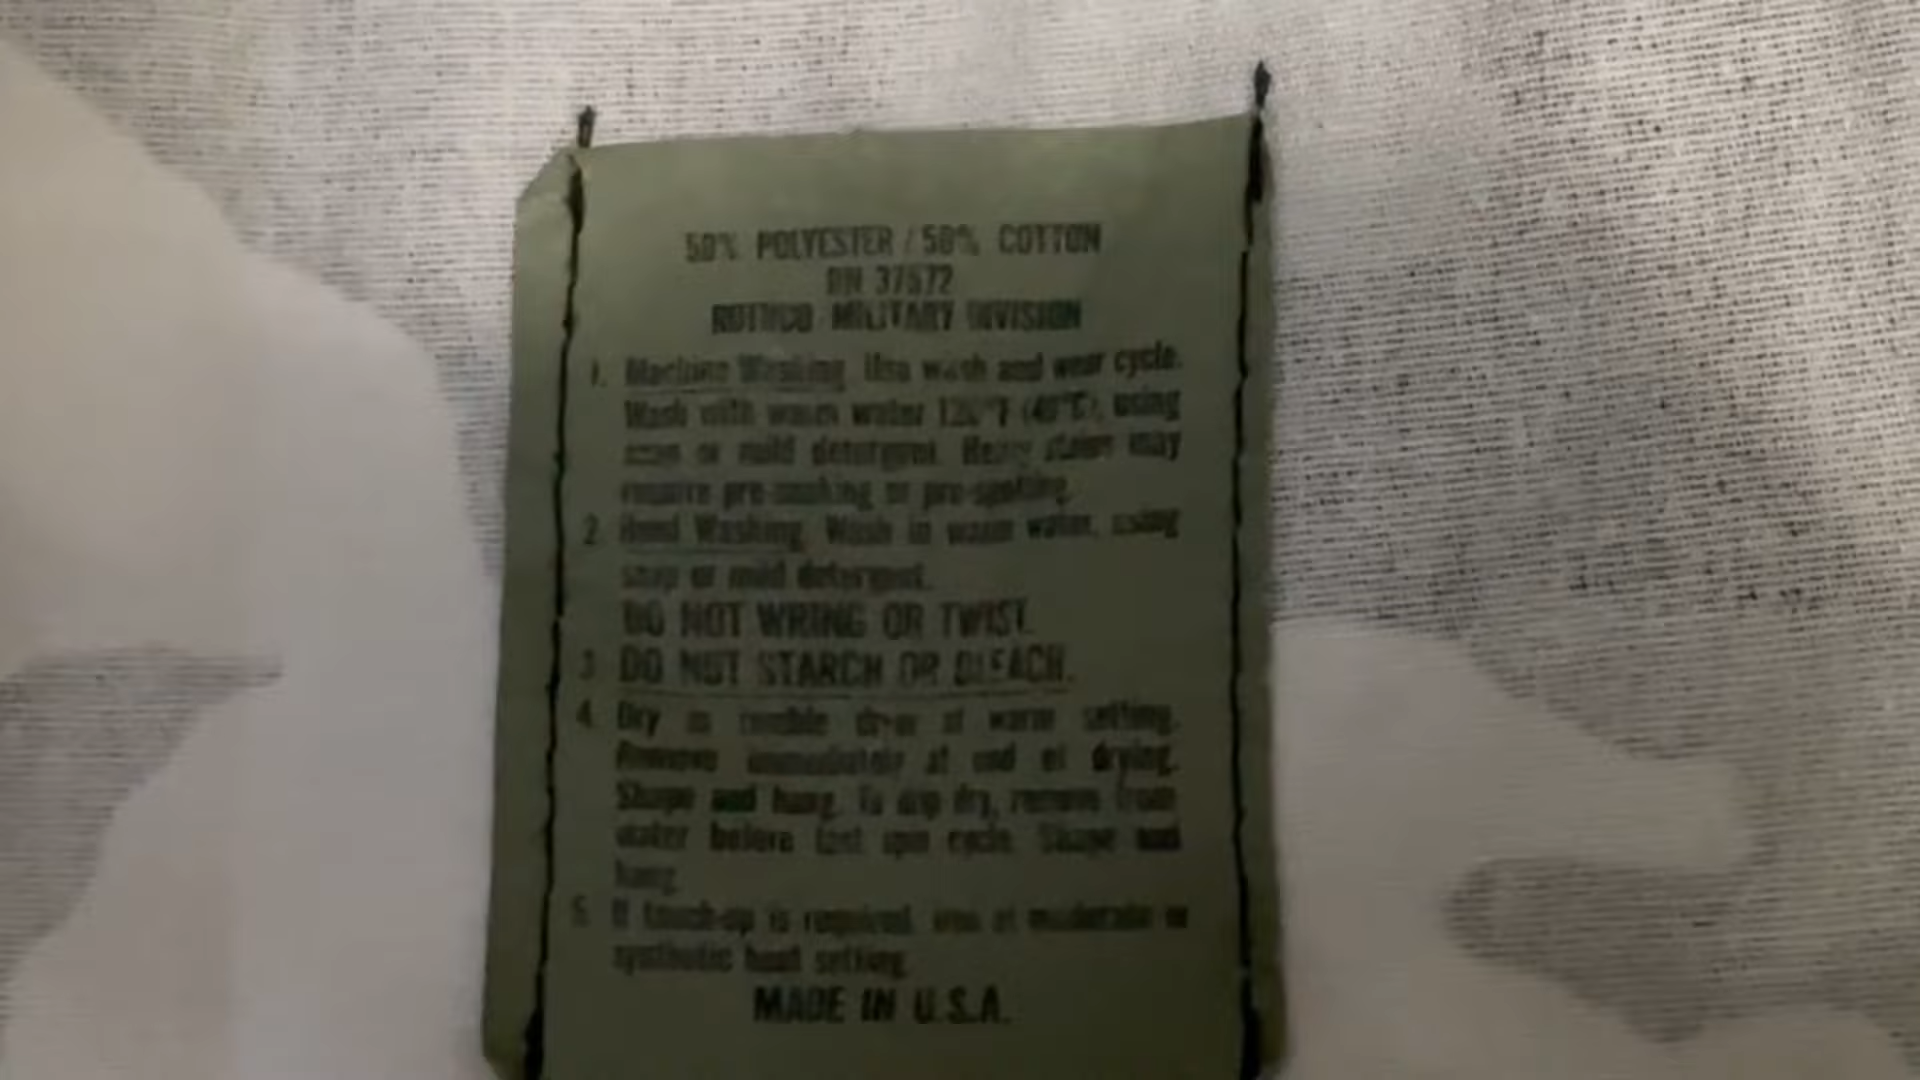 50% POLYESTER / 50% COTTON
RN 37572
ROTHCO MILITARY DIVISION
1. Machine Washing. Use wash and wear cycle.
Wash with warm water 120°F (49°C), using
soap or mild detergent. Heavy stains may
require pre-soaking or pre-spotting.
2. Hand Washing. Wash in warm water, using
soap or mild detergent.
DO NOT WRING OR TWIST.
3. DO NOT STARCH OR BLEACH.
4. Dry in tumble dryer at warm setting.
Remove immediately at end of drying.
Shape and hang. To drip dry, remove from
water before last spin cycle. Shape and
hang.
5. If touch-up is required, iron at moderate or
synthetic heat setting.
MADE IN U.S.A.